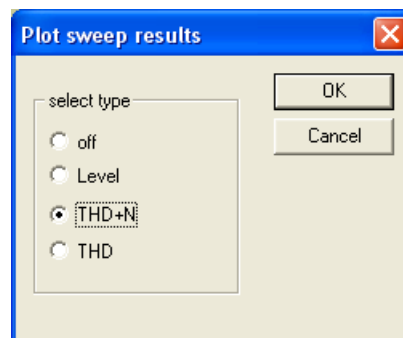 Plot sweep results
select type
off
Level
THD+N
THD
OK
Cancel